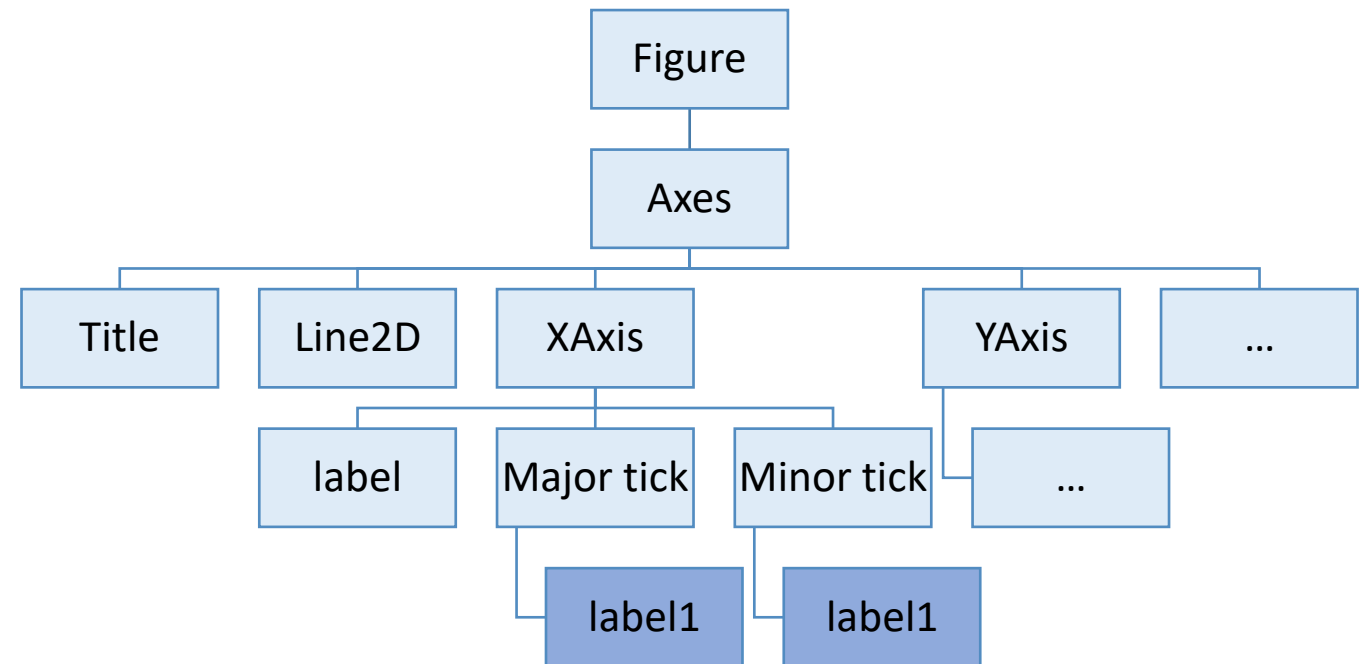 Figure
Axes
Title
Line2D
XAxis
YAxis
…
label
Major tick
Minor tick
…
label1
label1